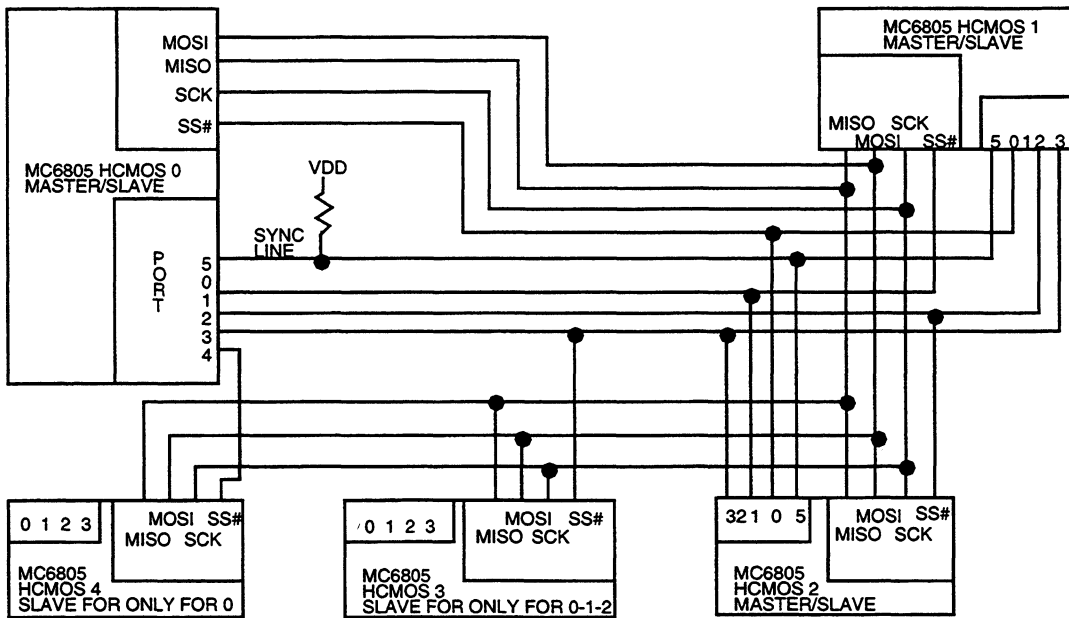 MOSI
MISO
SCK
SS#
MC6805 HCMOS 0
MASTER/SLAVE
PORT
5
0
1
2
3
4
VDD
SYNC
LINE
MC6805 HCMOS 1
MASTER/SLAVE
MISO SCK
MOSI SS#
5 0 1 2 3
0 1 2 3
MOSI SS#
MISO SCK
MC6805
HCMOS 4
SLAVE FOR ONLY FOR 0
0 1 2 3
MOSI SS#
MISO SCK
MC6805
HCMOS 3
SLAVE FOR ONLY FOR 0-1-2
3 2 1 0 5
MOSI SS#
MISO SCK
MC6805
HCMOS 2
MASTER/SLAVE